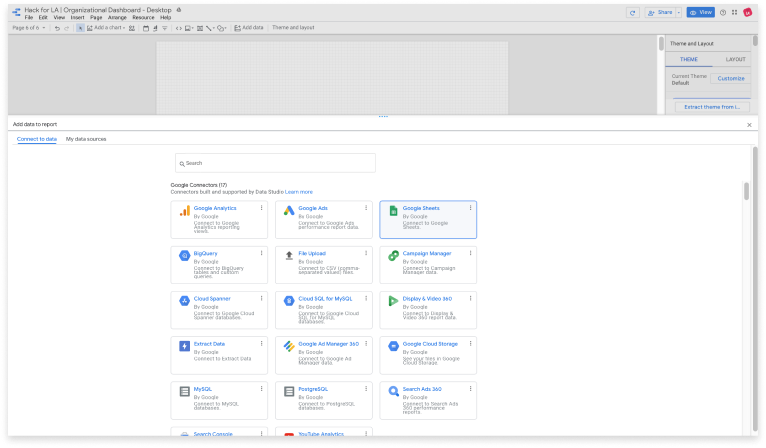 Hack for LA | Organizational Dashboard - Desktop
File Edit View Insert Page Arrange Resource Help
Share
View
Page 6 of 6
Add a chart
Add data
Theme and layout
Theme and Layout
THEME LAYOUT
Current Theme
Default
Customize
Extract theme from i...
Add data to report
Connect to data My data sources
Search
Google Connectors (17)
Connectors built and supported by Data Studio Learn more
Google Analytics
By Google
Connect to Google
Analytics reporting
views.
Google Ads
By Google
Connect to Google Ads
performance report data.
Google Sheets
By Google
Connect to Google
Sheets.
BigQuery
By Google
Connect to BigQuery
tables and custom
queries.
File Upload
By Google
Connect to CSV (comma-
separated values) files.
Campaign Manager
By Google
Connect to Campaign
Manager data.
Cloud Spanner
By Google
Connect to Google Cloud
Spanner databases.
Cloud SQL for MySQL
By Google
Connect to Google Cloud
SQL for MySQL
databases.
Display & Video 360
By Google
Connect to Display &
Video 360 report data.
Extract Data
By Google
Connect to Extract Data
Google Ad Manager 360
By Google
Connect to Google Ad
Manager data.
Google Cloud Storage
By Google
See your files in Google
Cloud Storage.
MySQL
By Google
Connect to MySQL
databases.
PostgreSQL
By Google
Connect to PostgreSQL
databases.
Search Ads 360
By Google
Connect to Search Ads
360 performance
reports.
Search Console
YouTube Analytics